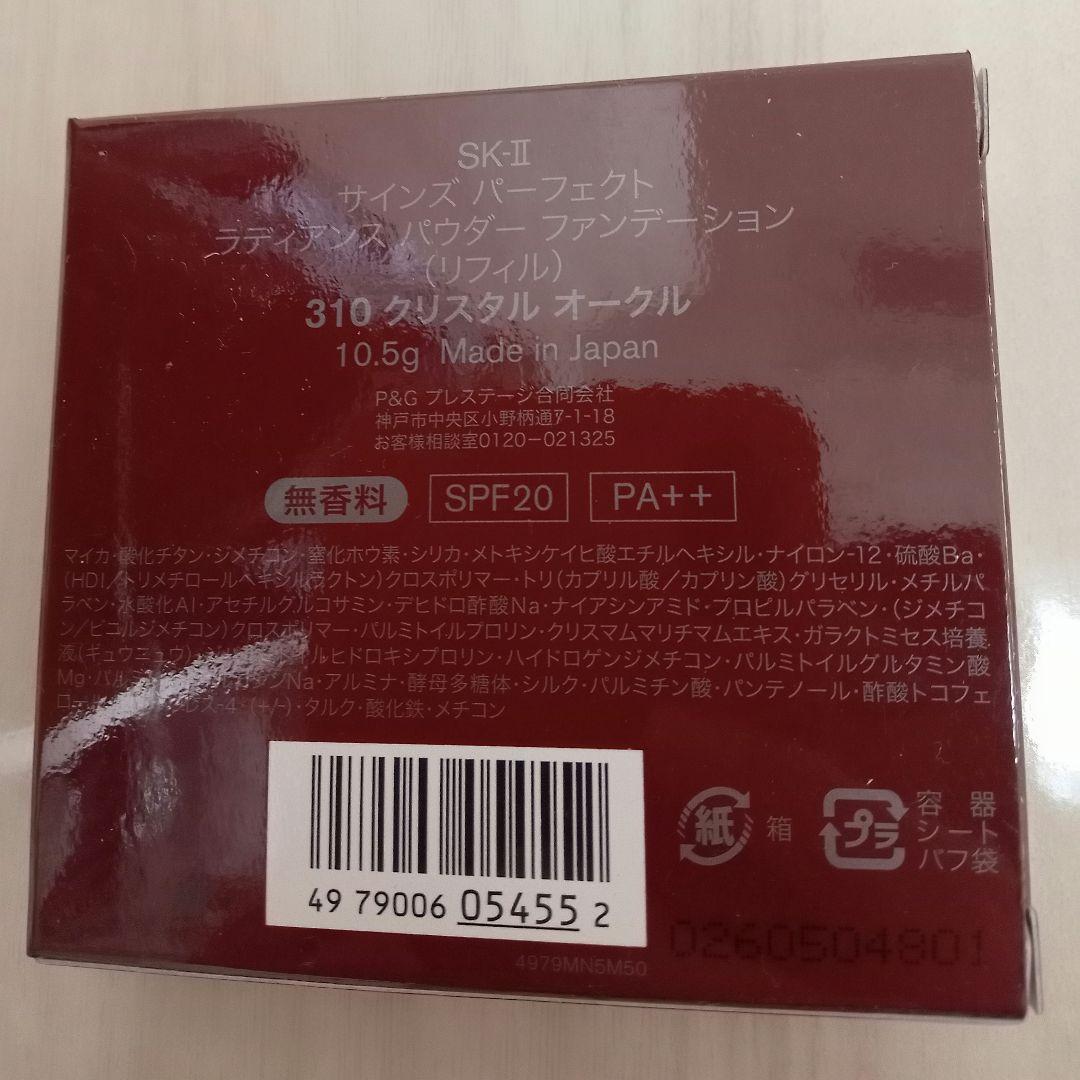 SK-II
サインズ パーフェクト
ラディアンス パウダー ファンデーション
(リフィル)
310 クリスタル オークル
10.5g Made in Japan
P&G プレステージ合同会社
神戸市中央区小野柄通7-1-18
お客様相談室0120-021325
無香料 SPF20 PA++
マイカ・酸化チタン・ジメチコン・窒化ホウ素・シリカ・メトキシケイヒ酸エチルヘキシル・ナイロン-12・硫酸Ba・
(HDI/トリメチロールヘキシルラクトン)クロスポリマー・トリ(カプリル酸/カプリン酸)グリセリル・メチルパ
ラベン・水酸化Al・アセチルグルコサミン・デヒドロ酢酸Na・ナイアシンアミド・プロピルパラベン・(ジメチコ
ン/ビニルジメチコン)クロスポリマー・パルミトイルプロリン・クリスマムマリチマムエキス・ガラクトミセス培養
液(ギュウニュウ)・ ルヒドロキシプロリン・ハイドロゲンジメチコン・パルミトイルグルタミン酸
Mg・パルミ Na・アルミナ・酵母多糖体・シルク・パルミチン酸・パンテノール・酢酸トコフェ
ロ レス-4・(+/-)・タルク・酸化鉄・メチコン
紙 箱
プラ 容器
シート
パフ袋
49 79006 05455 2
4979MN5M50
0260504801